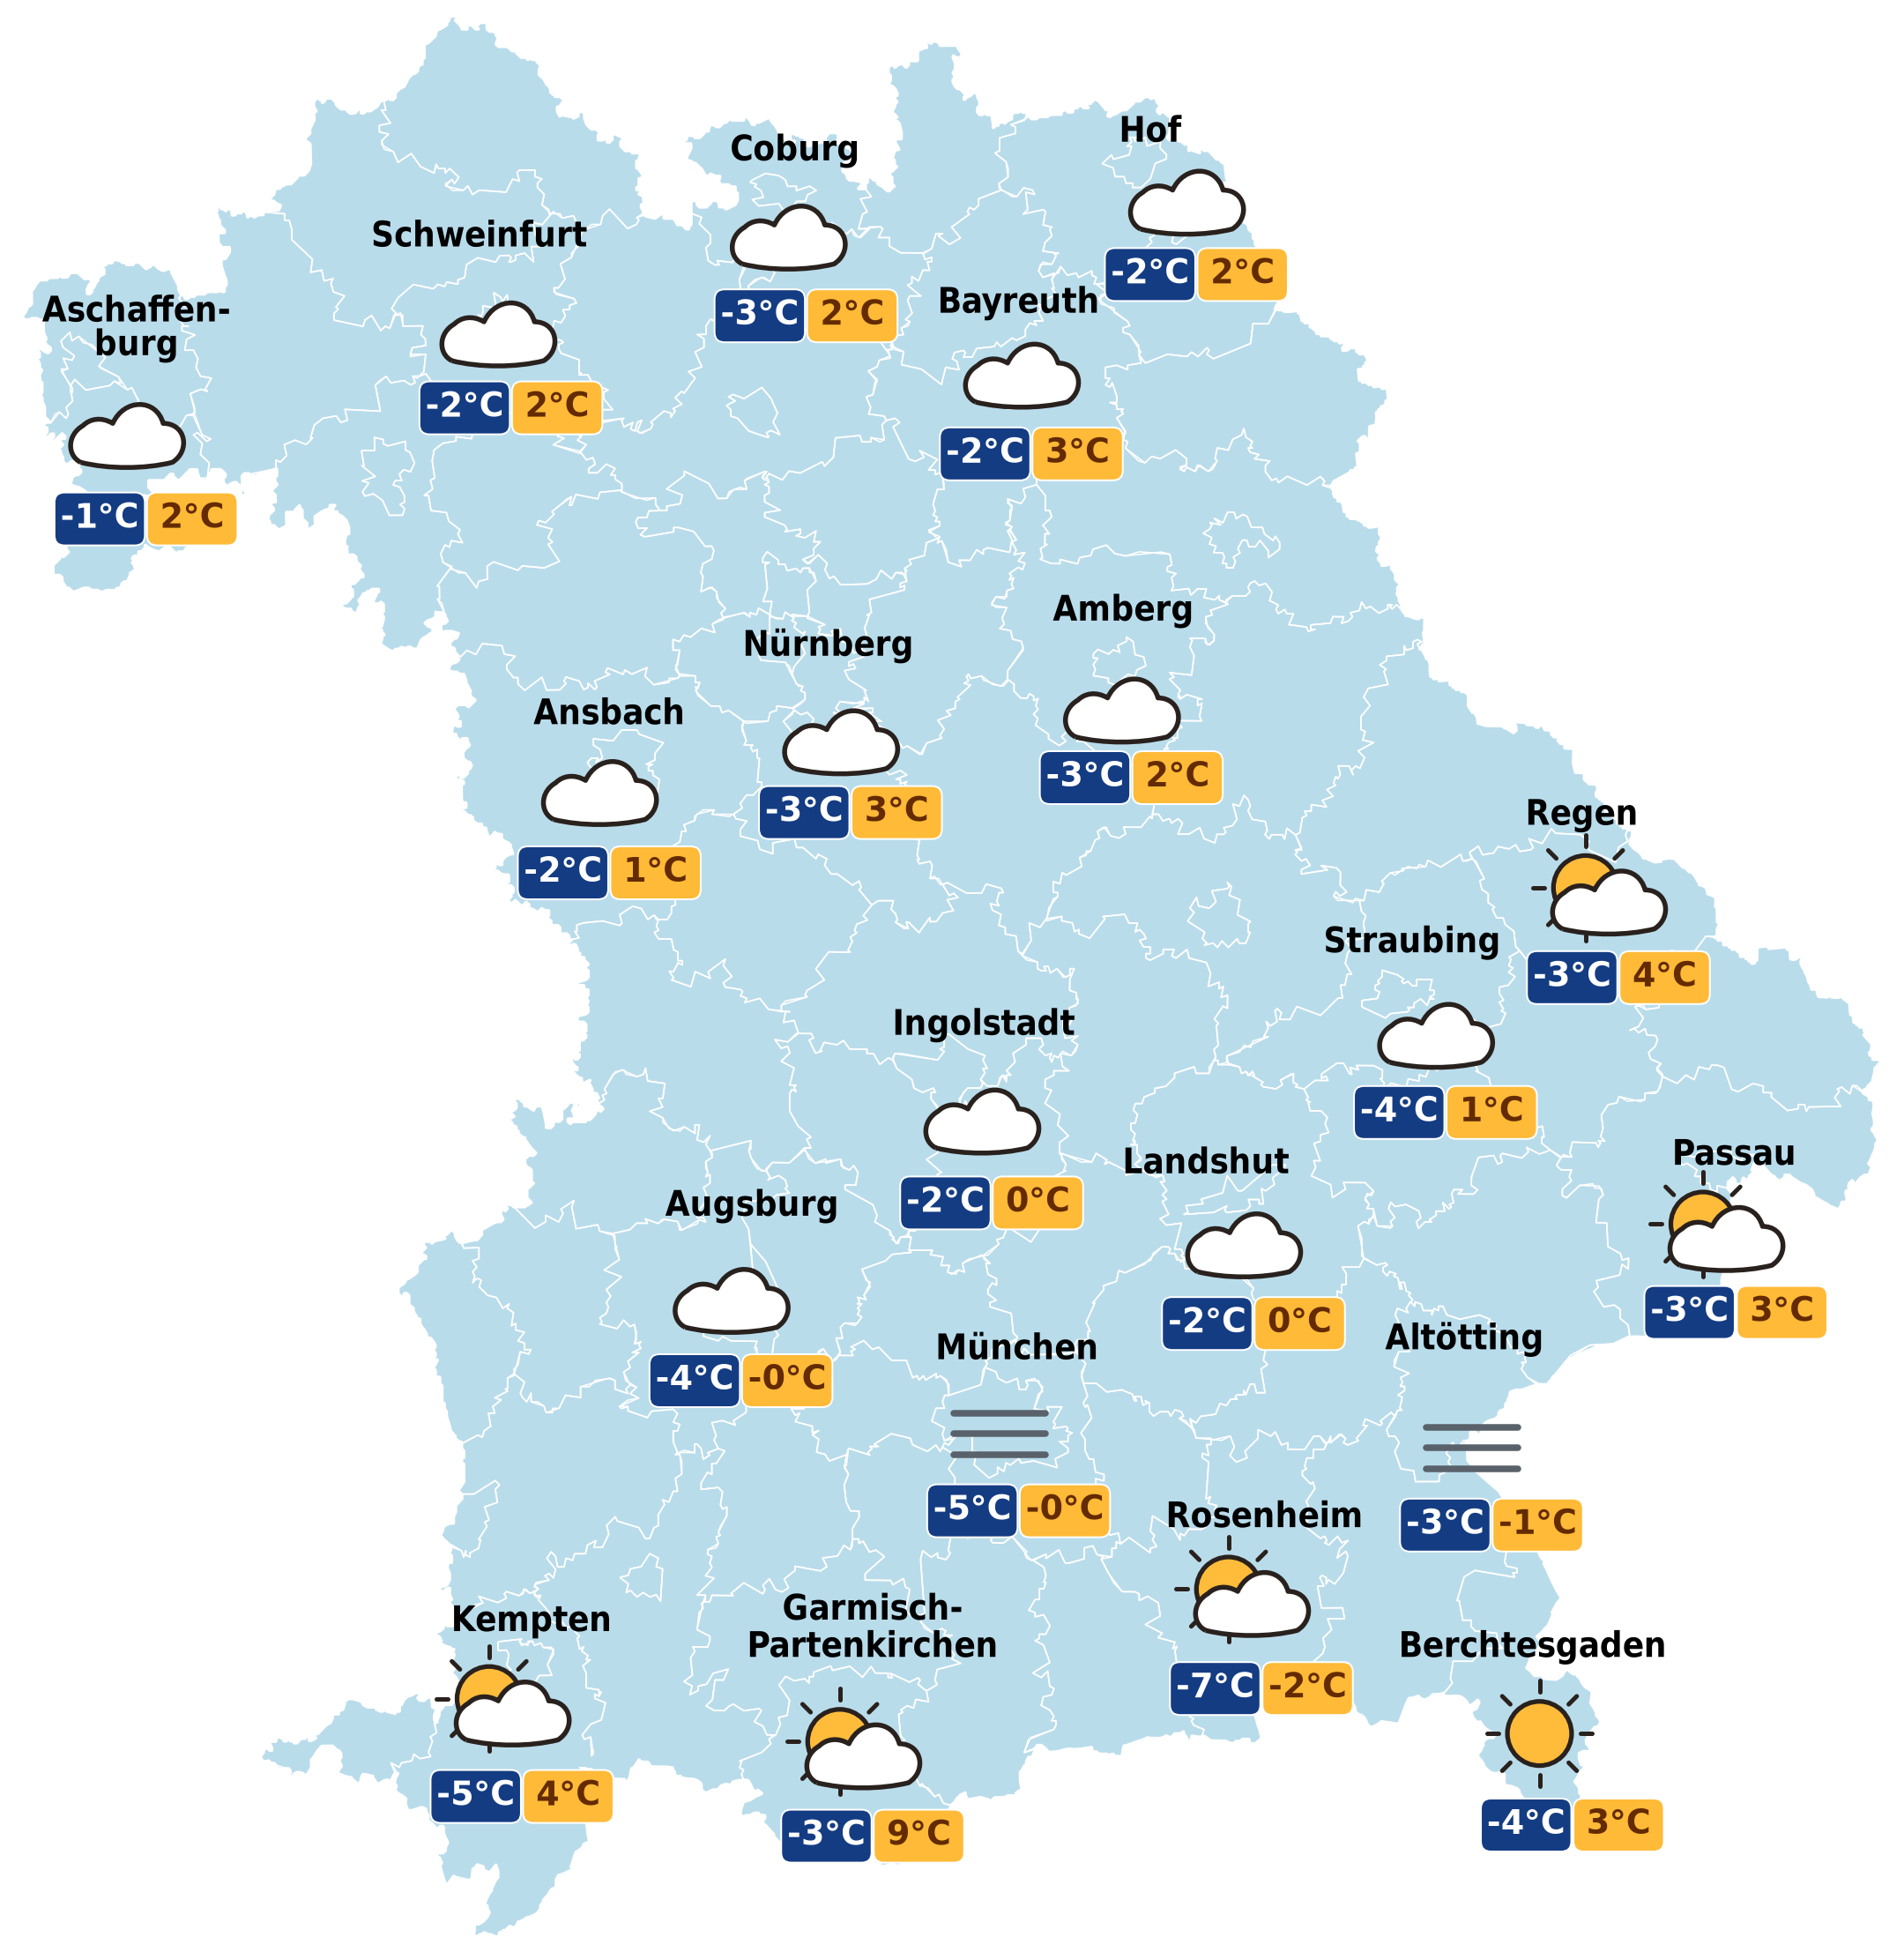 Hof
-2°C 2°C
Coburg
-3°C 2°C
Schweinfurt
-2°C 2°C
Bayreuth
-2°C 3°C
Aschaffen-
burg
-1°C 2°C
Amberg
-3°C 2°C
Nürnberg
-3°C 3°C
Ansbach
-2°C 1°C
Regen
-3°C 4°C
Straubing
-4°C 1°C
Ingolstadt
-2°C 0°C
Passau
-3°C 3°C
Landshut
-2°C 0°C
Augsburg
-4°C -0°C
Altötting
-3°C -1°C
München
-5°C -0°C
Rosenheim
-7°C -2°C
Kempten
-5°C 4°C
Garmisch-
Partenkirchen
-3°C 9°C
Berchtesgaden
-4°C 3°C